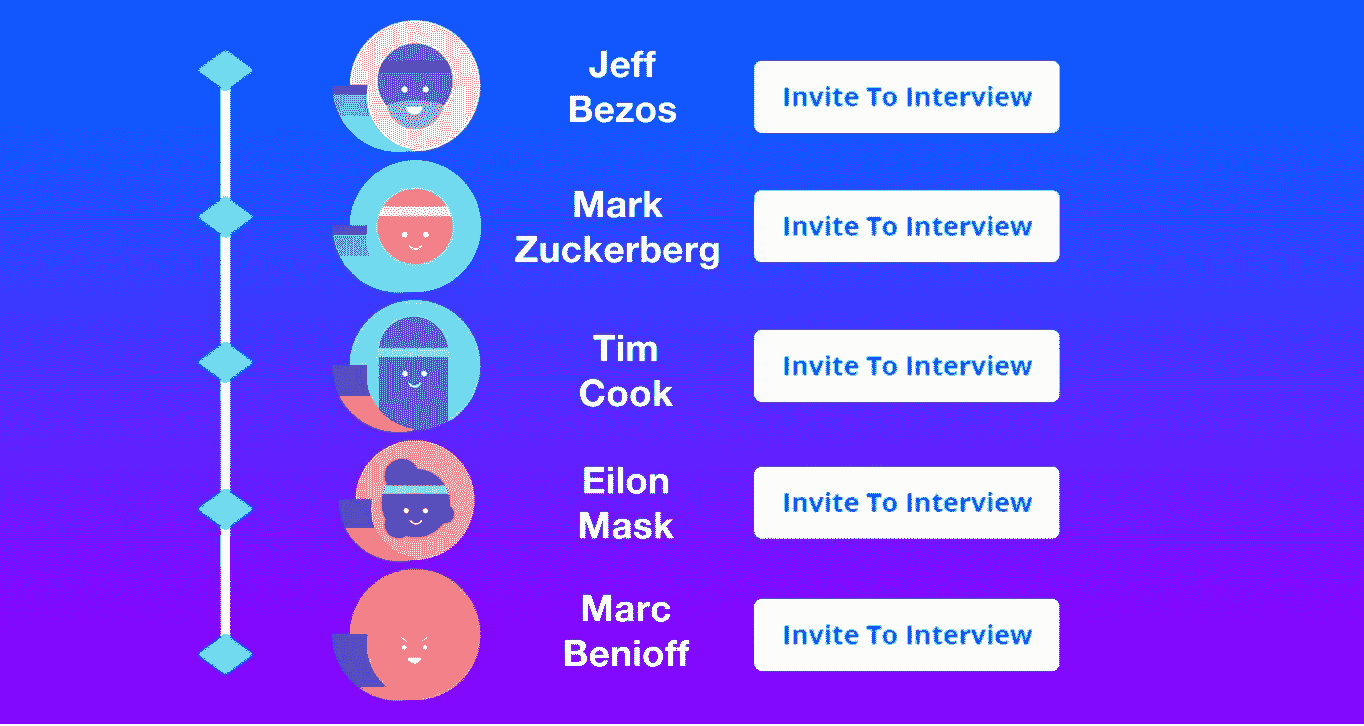 Jeff
Bezos
Invite To Interview
Mark
Zuckerberg
Invite To Interview
Tim
Cook
Invite To Interview
Eilon
Mask
Invite To Interview
Marc
Benioff
Invite To Interview